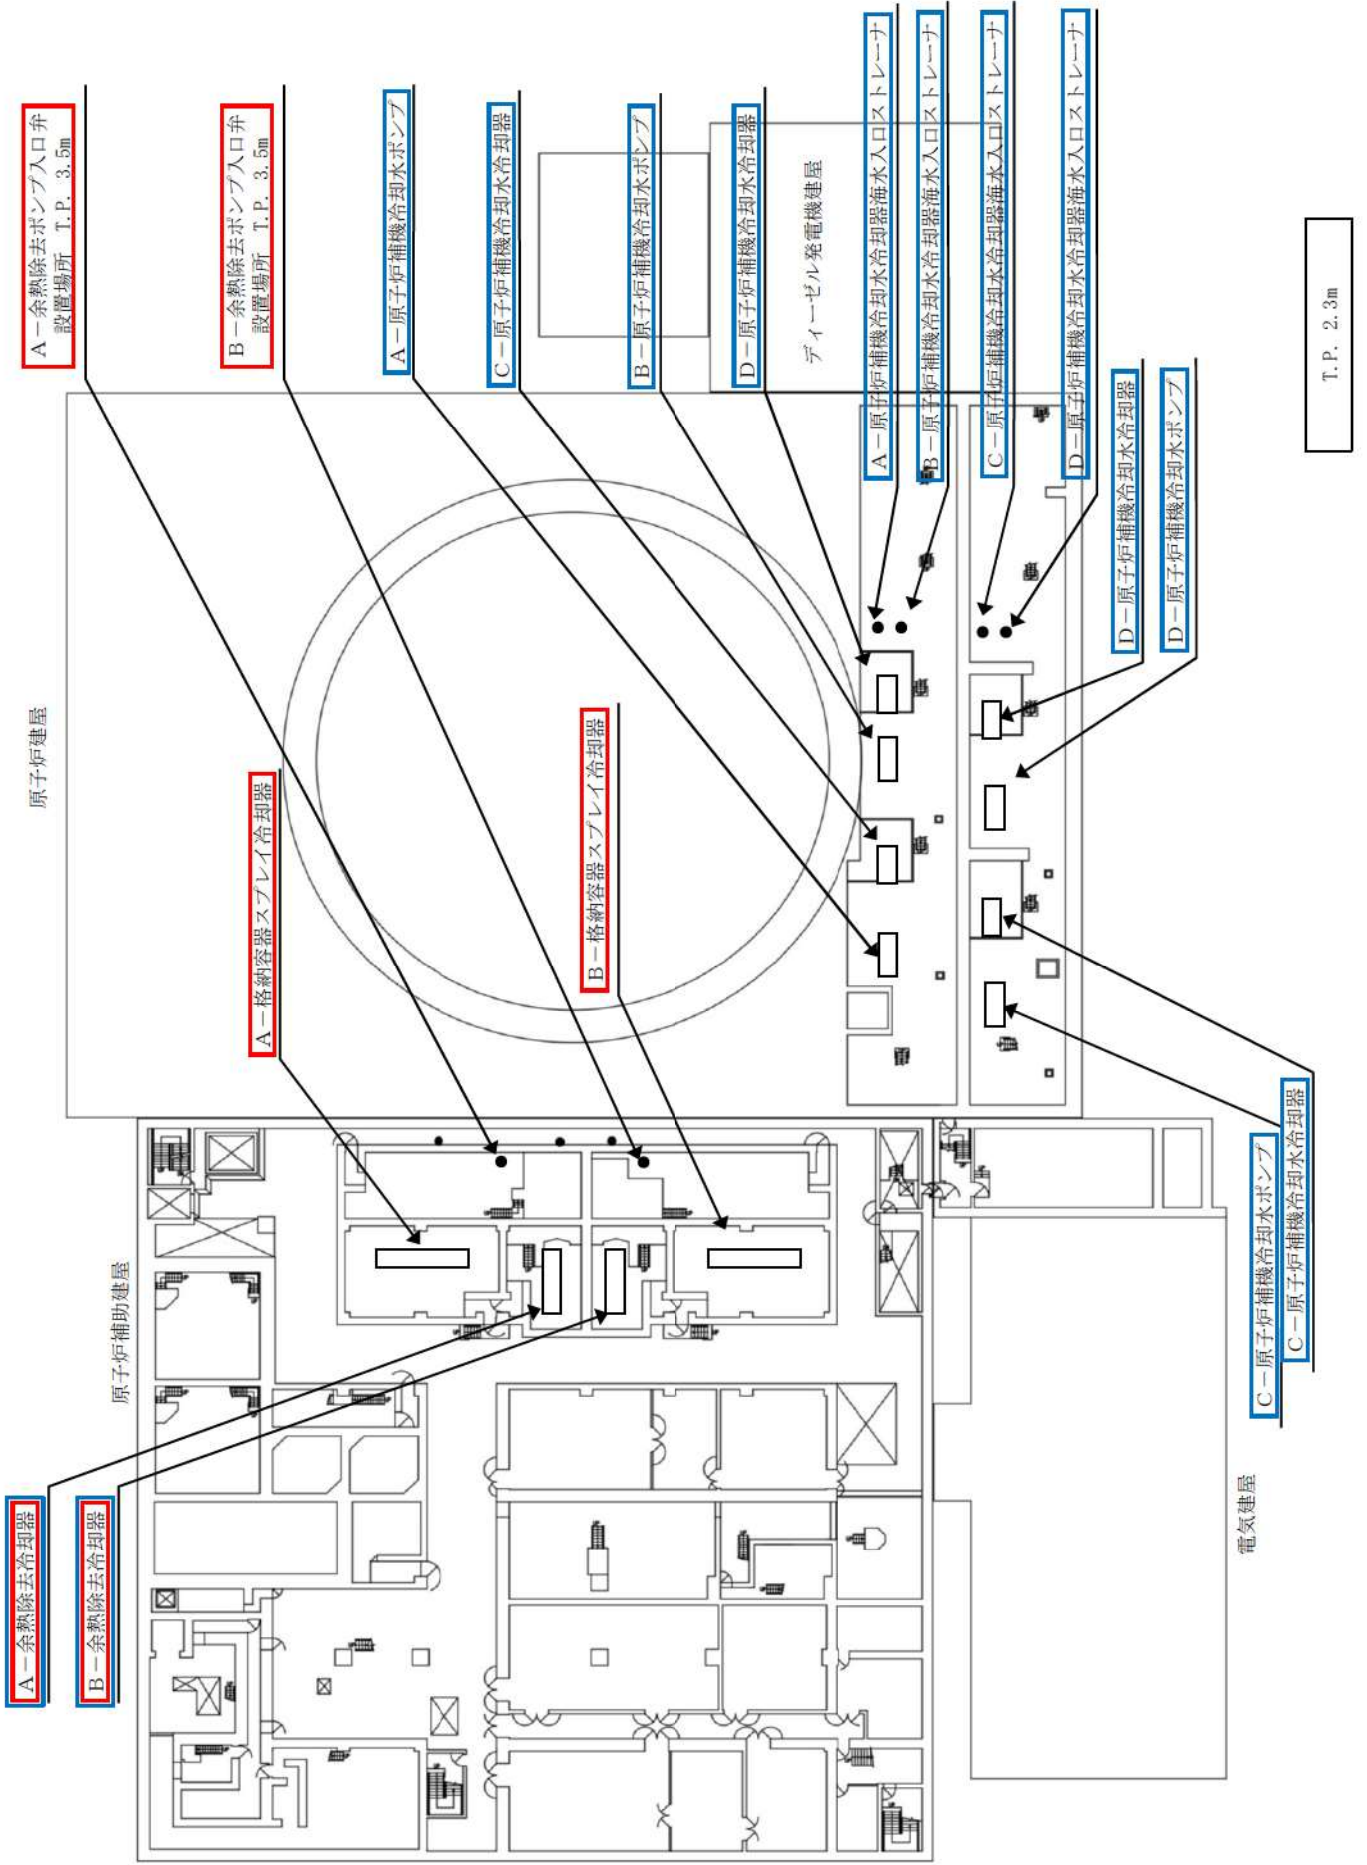 A－余熱除去冷却器
原子炉建屋
A－余熱除去ポンプ入口弁
設置場所 T.P. 3.5m
B－余熱除去冷却器
原子炉補助建屋
B－余熱除去ポンプ入口弁
設置場所 T.P. 3.5m
A－格納容器スプレイ冷却器
A－原子炉補機冷却水ポンプ
C－原子炉補機冷却水冷却器
B－格納容器スプレイ冷却器
B－原子炉補機冷却水ポンプ
D－原子炉補機冷却水冷却器
ディーゼル発電機建屋
A－原子炉補機冷却水冷却器海水入口ストレーナ
B－原子炉補機冷却水冷却器海水入口ストレーナ
C－原子炉補機冷却水冷却器海水入口ストレーナ
D－原子炉補機冷却水冷却器海水入口ストレーナ
D－原子炉補機冷却水冷却器
D－原子炉補機冷却水ポンプ
電気建屋
C－原子炉補機冷却水ポンプ
C－原子炉補機冷却水冷却器
T.P. 2.3m